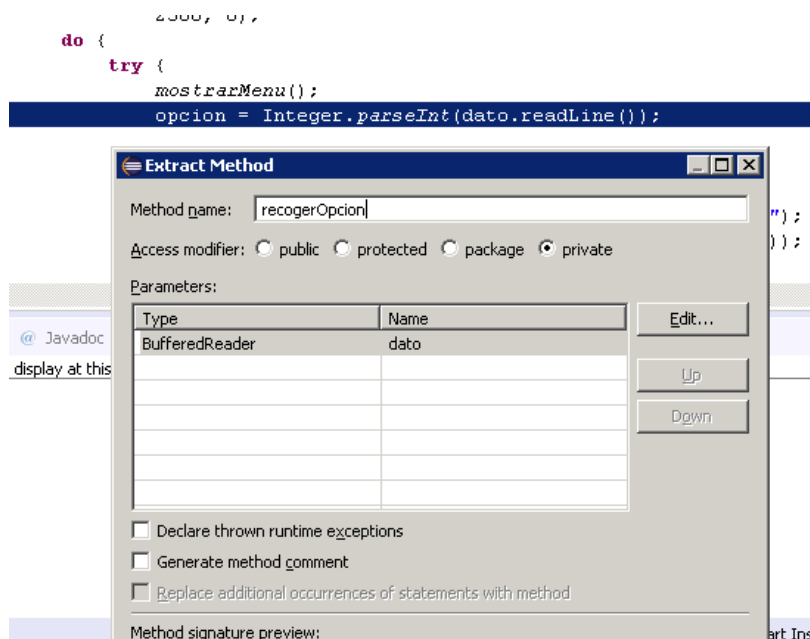 do {
try {
mostrarMenu();
opcion = Integer.parseInt(dato.readLine());
Extract Method
Method name: recogerOpcion
");
));
Access modifier: public protected package private
Parameters:
Type Name Edit...
@ Javadoc
BufferedReader dato
display at this
Up
Down
Declare thrown runtime exceptions
Generate method comment
Replace additional occurrences of statements with method
Method signature preview:
art Ins